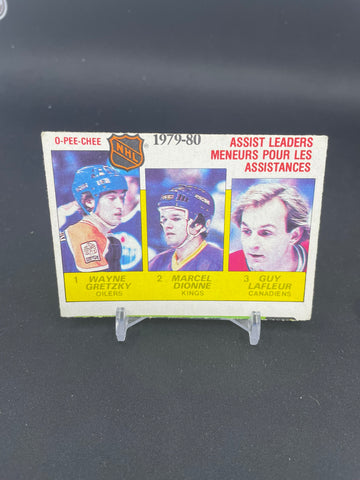 O-PEE-CHEE
NHL
1979-80
ASSIST LEADERS
MENEURS POUR LES
ASSISTANCES
1 WAYNE
GRETZKY
OILERS
2 MARCEL
DIONNE
KINGS
3 GUY
LAFLEUR
CANADIENS